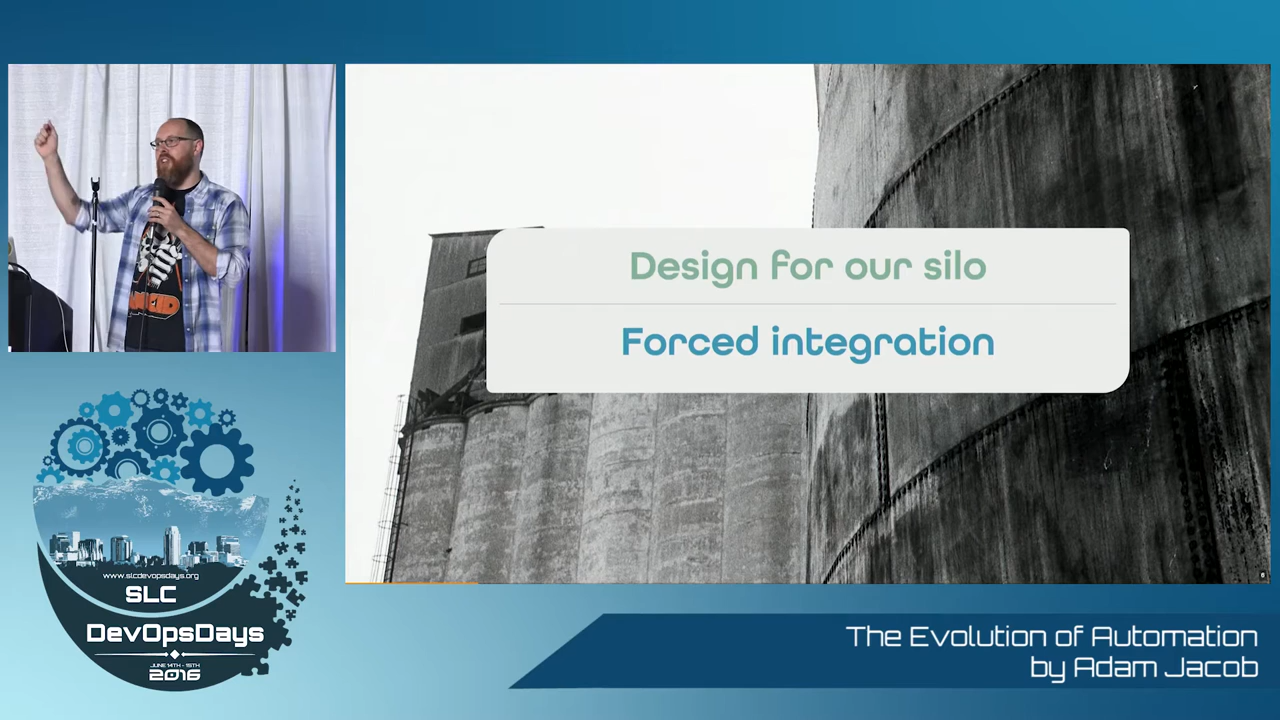 Design for our silo
Forced integration
www.slcdevopsdays.org
SLC
DevOpsDays
JUNE 14TH - 15TH
2016
The Evolution of Automation
by Adam Jacob